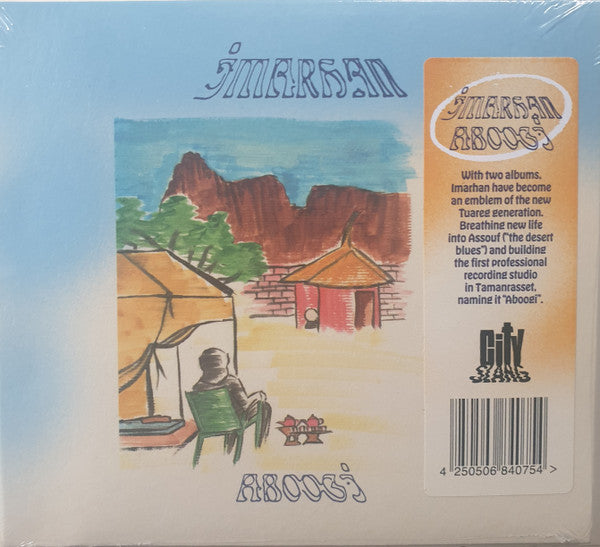 IMARHAN
ABOOGI
IMARHAN
ABOOGI
With two albums,
Imarhan have become
an emblem of the new
Tuareg generation.
Breathing new life
into Assouf ("the desert
blues") and building
the first professional
recording studio
in Tamanrasset,
naming it "Aboogi".
City
SLANG
4 250506 840754 >